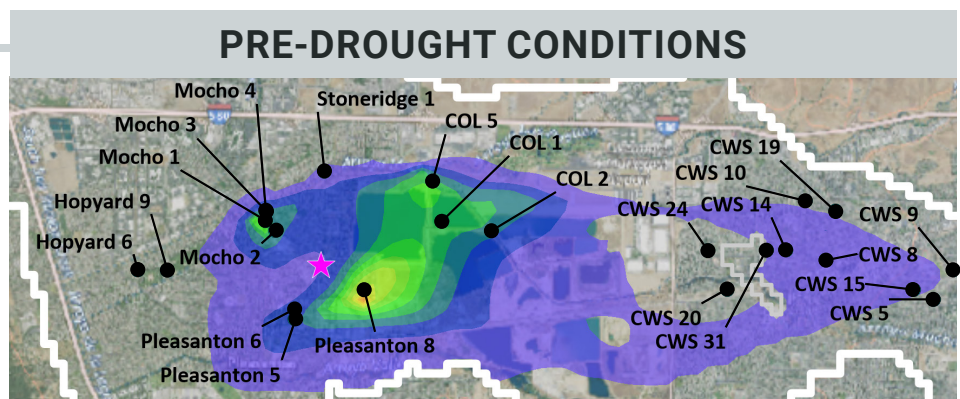 PRE-DROUGHT CONDITIONS
Mocho 4
Stoneridge 1
Mocho 3
COL 5
Mocho 1
COL 1
CWS 19
CWS 10
COL 2
Hopyard 9
CWS 24
CWS 14
CWS 9
Hopyard 6
Mocho 2
CWS 8
CWS 15
CWS 5
CWS 20
Pleasanton 6
Pleasanton 8
CWS 31
Pleasanton 5